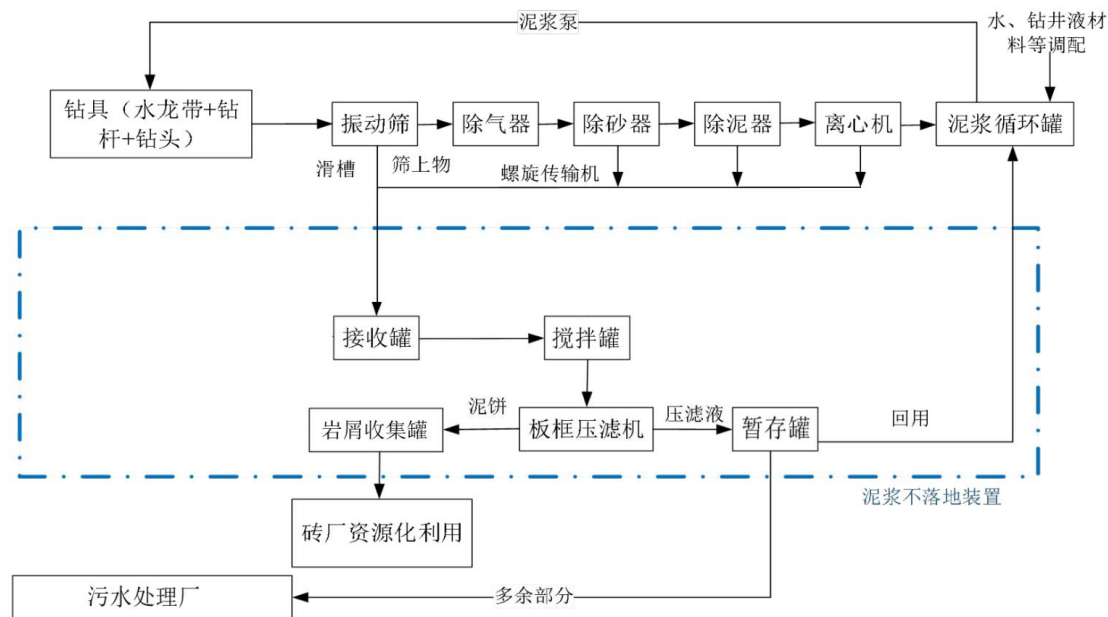 泥浆泵
水、钻井液材
料等调配
钻具（水龙带+钻
杆+钻头）
振动筛
除气器
除砂器
除泥器
离心机
泥浆循环罐
滑槽
筛上物
螺旋传输机
接收罐
搅拌罐
泥饼
压滤液
岩屑收集罐
板框压滤机
暂存罐
回用
泥浆不落地装置
砖厂资源化利用
污水处理厂
多余部分